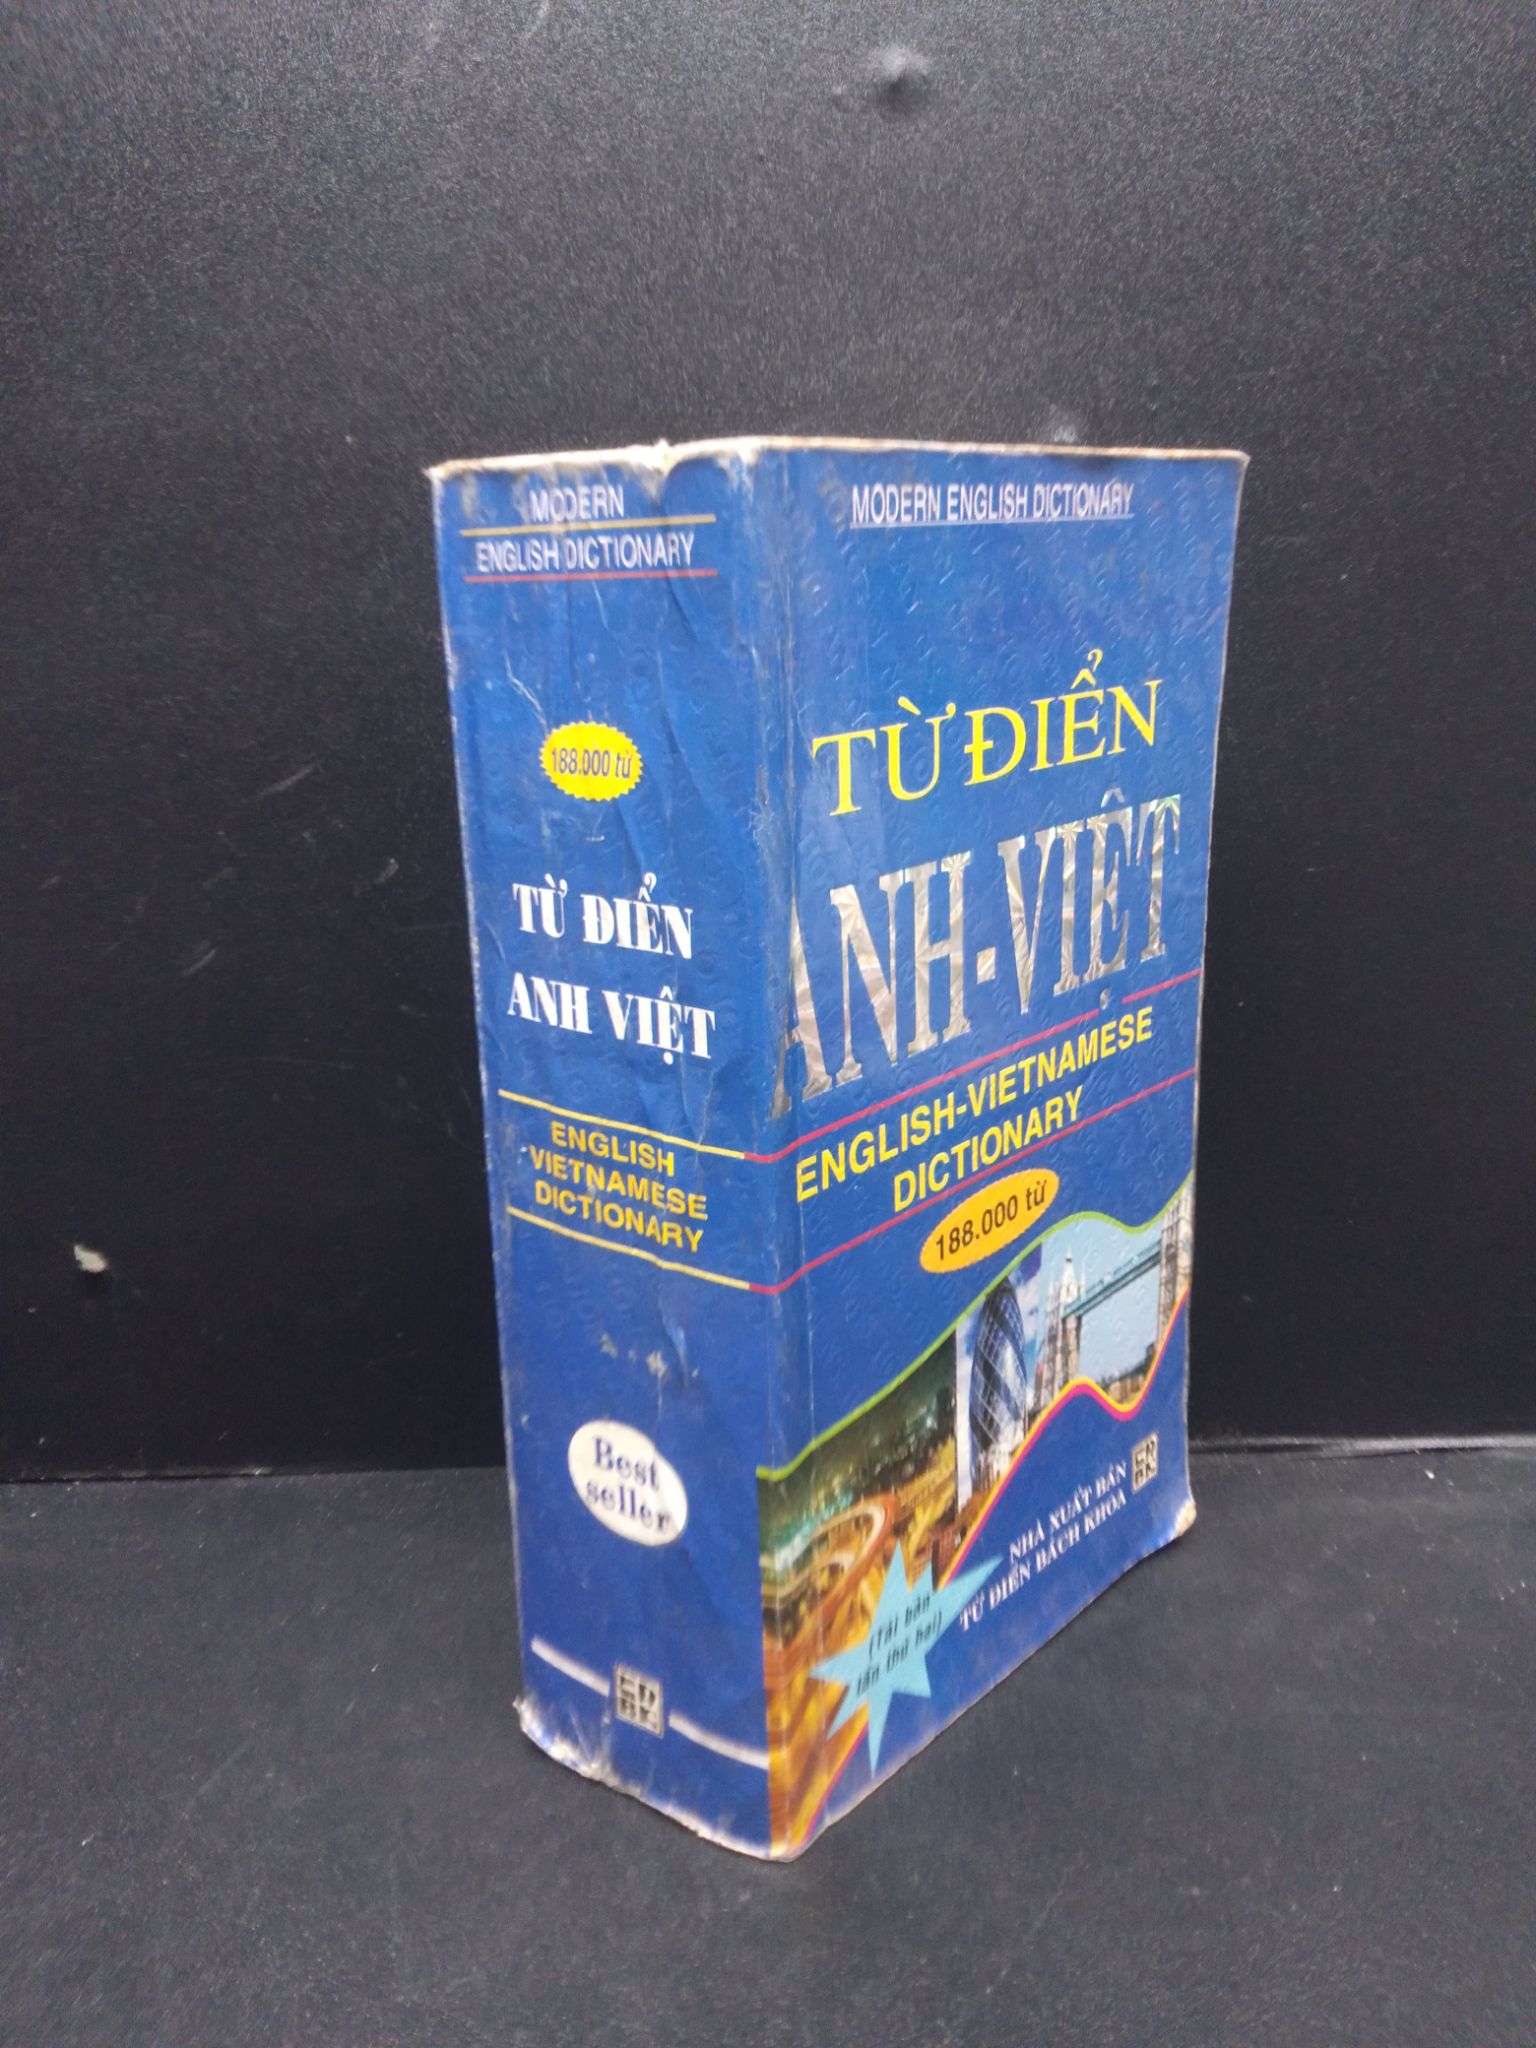 MODERN
ENGLISH DICTIONARY
188.000 từ
TỪ ĐIỂN
ANH VIỆT
ENGLISH
VIETNAMESE
DICTIONARY
Best
seller
MODERN ENGLISH DICTIONARY
TỪ ĐIỂN
ANH-VIỆT
ENGLISH-VIETNAMESE
DICTIONARY
188.000 từ
(Tái bản
lần thứ hai)
NHÀ XUẤT BẢN
TỪ ĐIỂN BÁCH KHOA